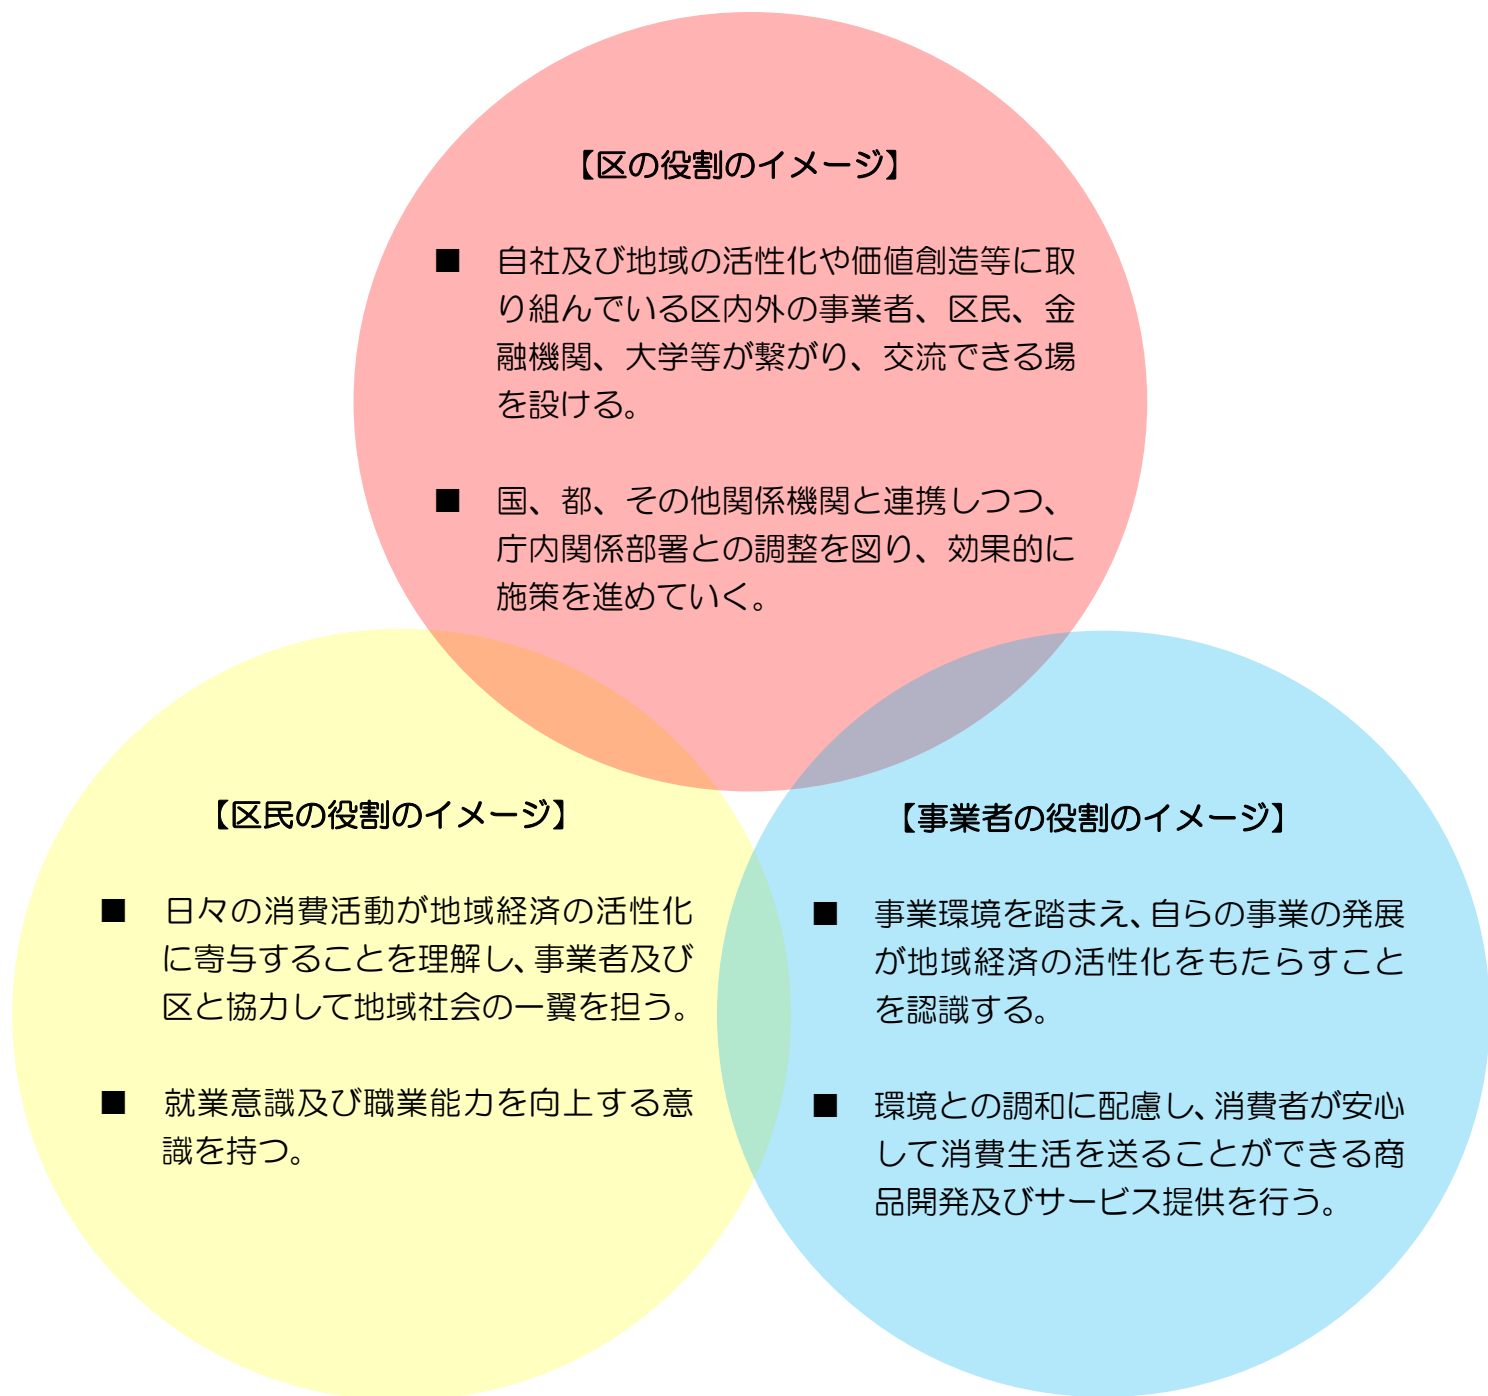 【区の役割のイメージ】
■ 自社及び地域の活性化や価値創造等に取
り組んでいる区内外の事業者、区民、金
融機関、大学等が繋がり、交流できる場
を設ける。
■ 国、都、その他関係機関と連携しつつ、
庁内関係部署との調整を図り、効果的に
施策を進めていく。
【区民の役割のイメージ】
■ 日々の消費活動が地域経済の活性化
に寄与することを理解し、事業者及び
区と協力して地域社会の一翼を担う。
■ 就業意識及び職業能力を向上する意
識を持つ。
【事業者の役割のイメージ】
■ 事業環境を踏まえ、自らの事業の発展
が地域経済の活性化をもたらすこと
を認識する。
■ 環境との調和に配慮し、消費者が安心
して消費生活を送ることができる商
品開発及びサービス提供を行う。